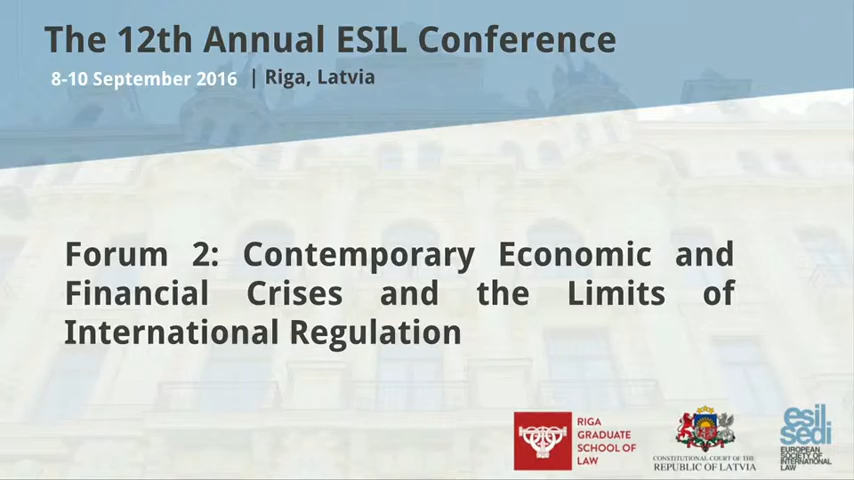 The 12th Annual ESIL Conference
8-10 September 2016 | Riga, Latvia
Forum 2: Contemporary Economic and
Financial Crises and the Limits of
International Regulation
RIGA
GRADUATE
SCHOOL OF
LAW
CONSTITUTIONAL COURT OF THE
REPUBLIC OF LATVIA
esil
sedi
EUROPEAN
SOCIETY OF
INTERNATIONAL
LAW